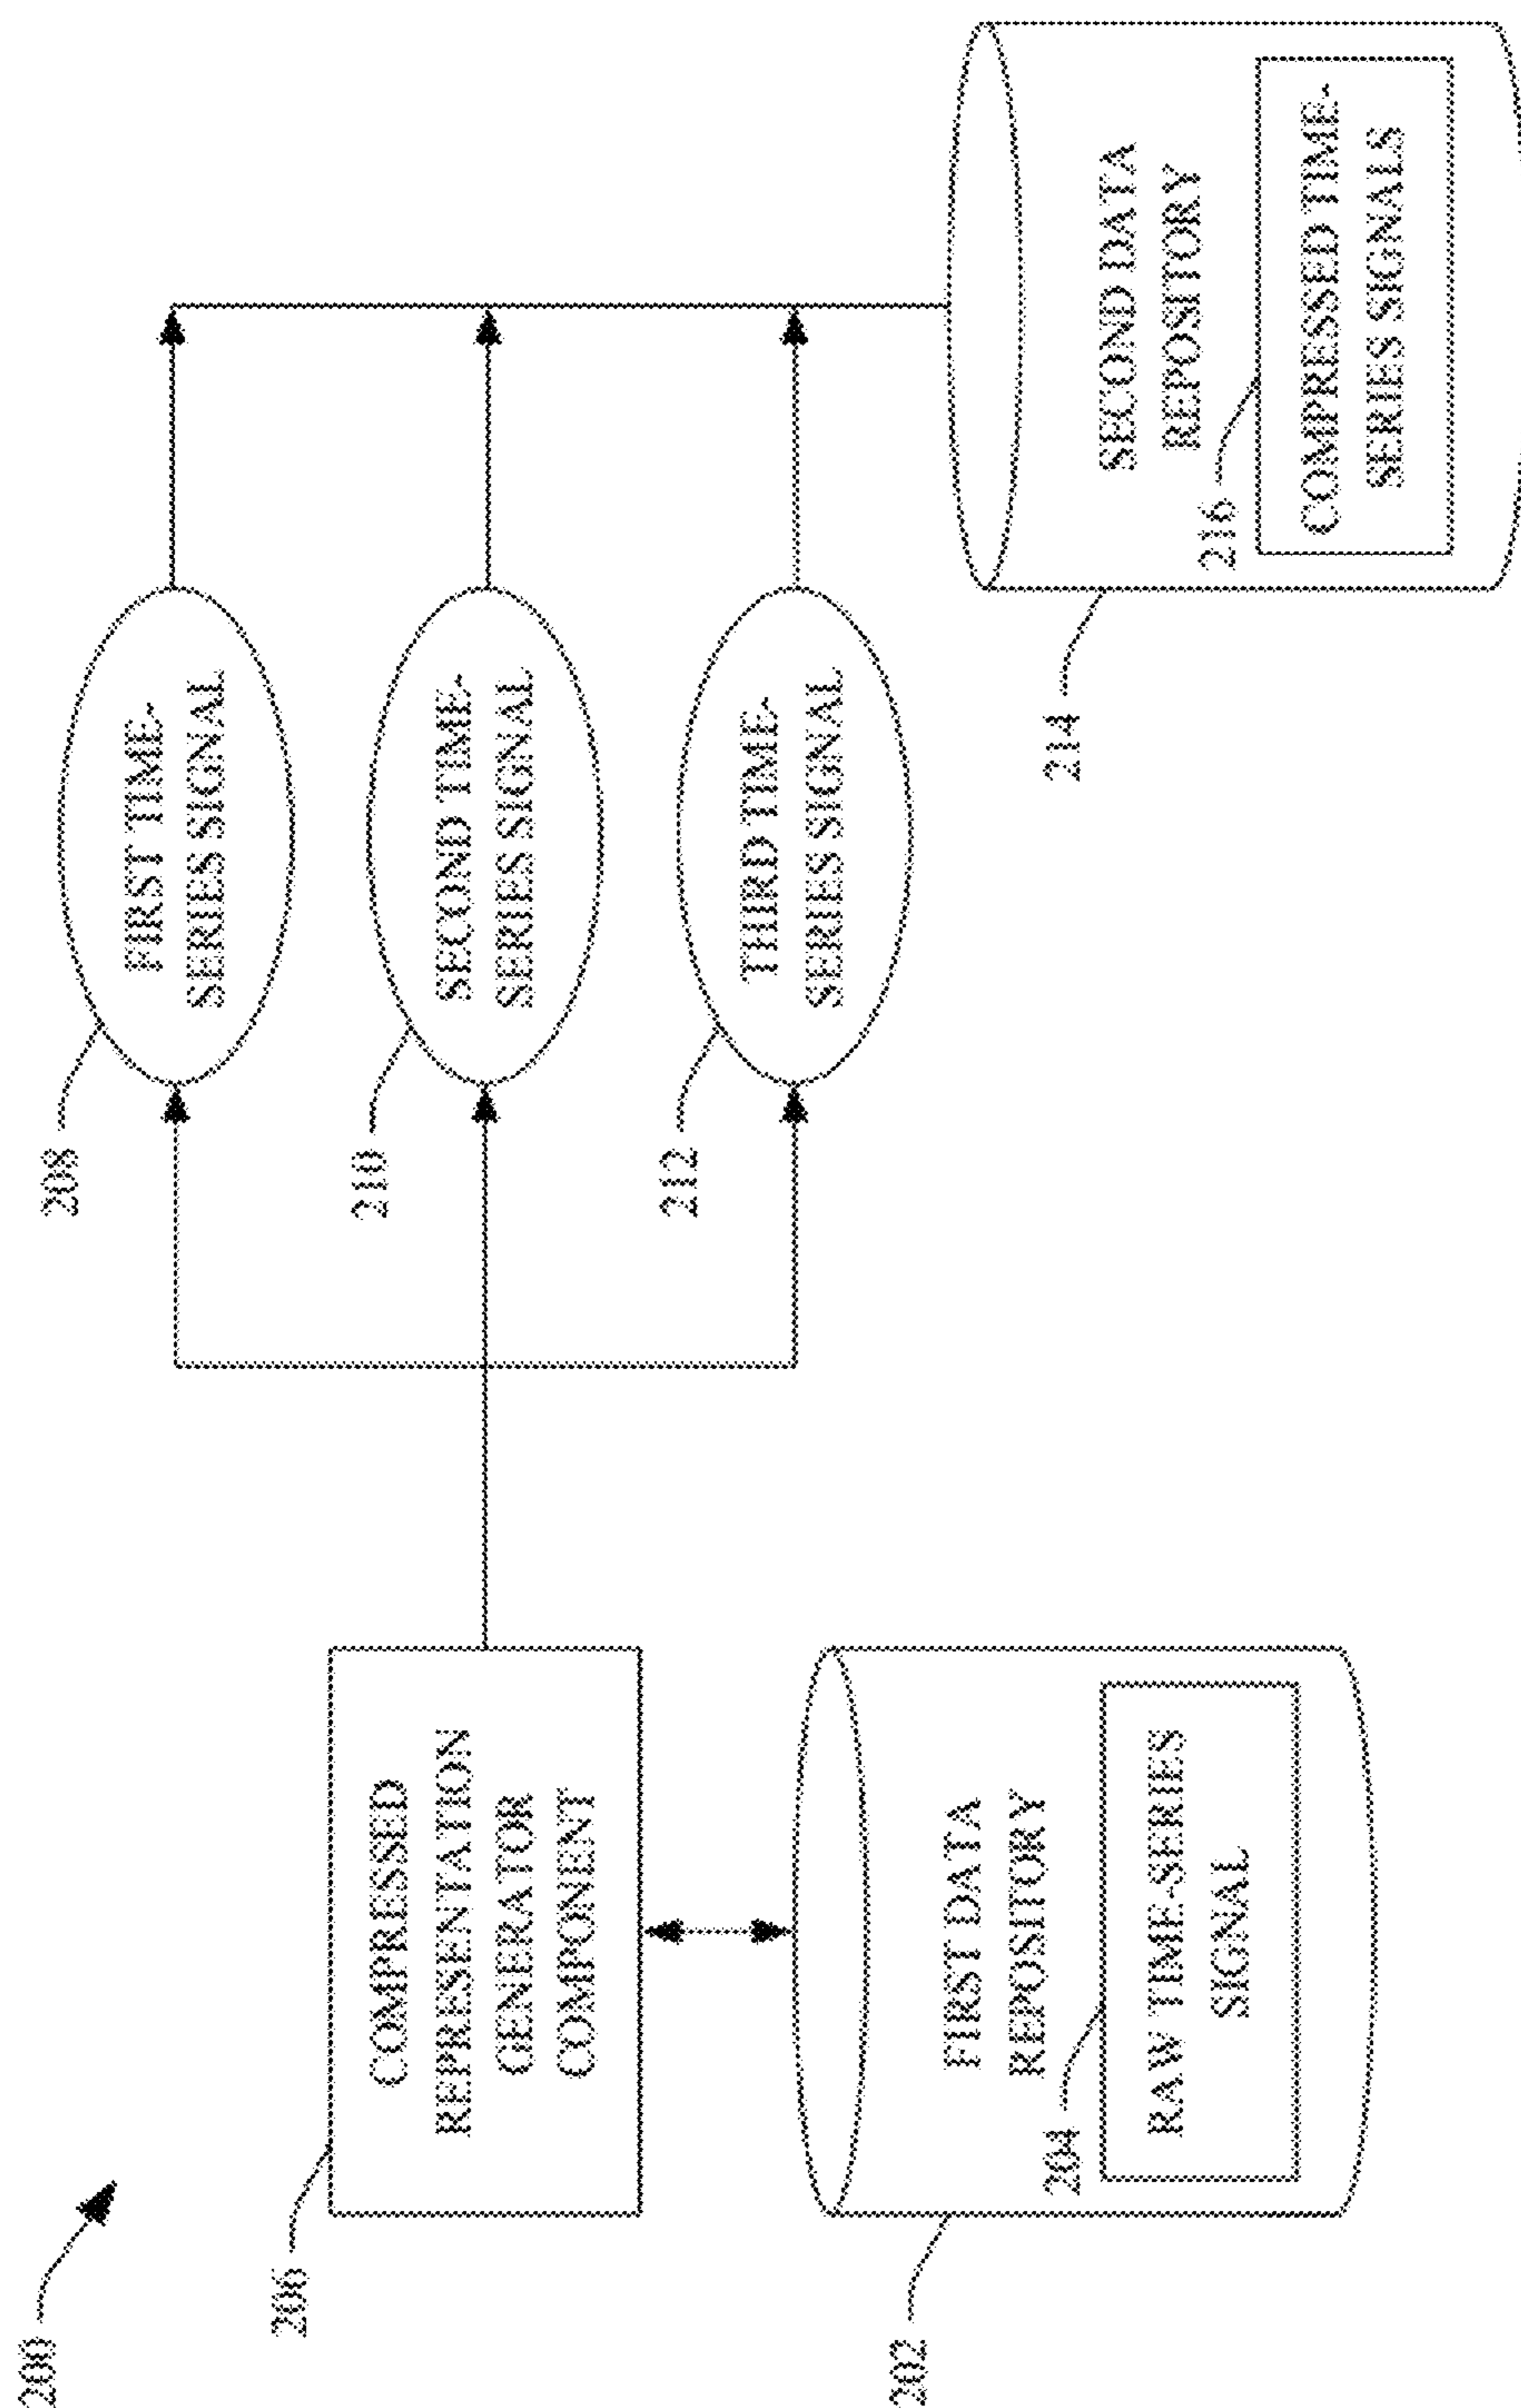 200
206
COMPRESSED
REPRESENTATION
GENERATOR
COMPONENT
202
FIRST DATA
REPOSITORY
204
RAW TIME-SERIES
SIGNAL
208
FIRST TIME-
SERIES SIGNAL
210
SECOND TIME-
SERIES SIGNAL
212
THIRD TIME-
SERIES SIGNAL
214
SECOND DATA
REPOSITORY
216
COMPRESSED TIME-
SERIES SIGNALS